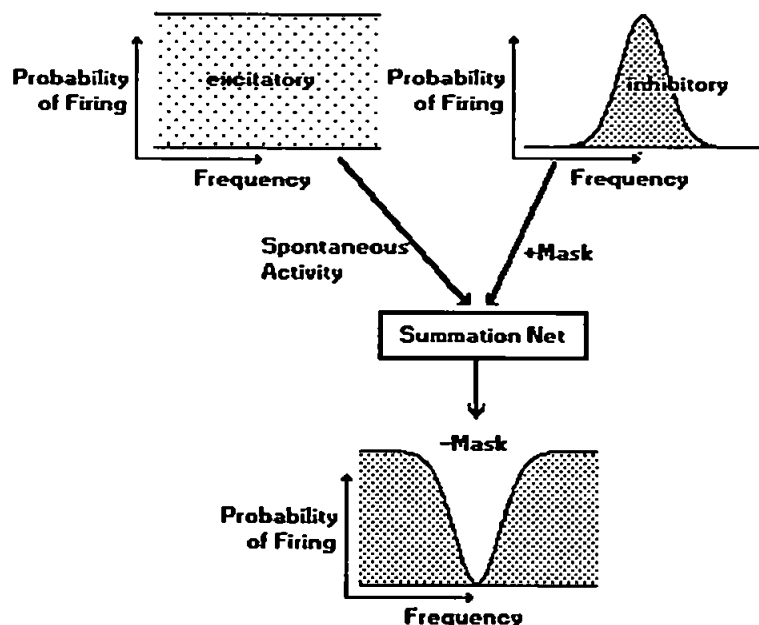 Probability
of Firing
excitatory
Frequency
Probability
of Firing
inhibitory
Frequency
Spontaneous
Activity
+Mask
Summation Net
-Mask
Probability
of Firing
Frequency